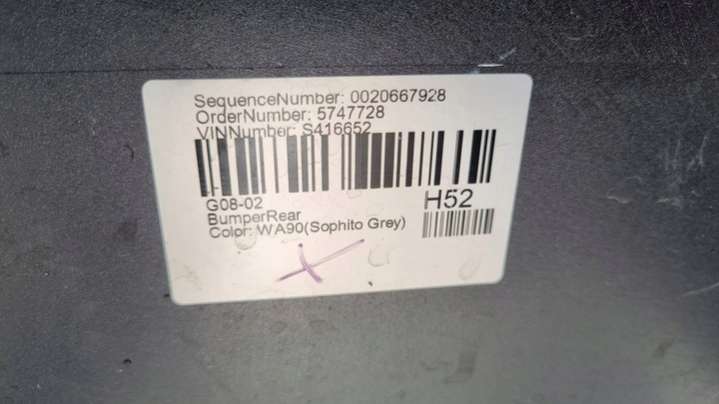 SequenceNumber: 0020667928
OrderNumber: 5747728
VINNumber: S416652
G08-02
H52
BumperRear
Color: WA90(Sophito Grey)